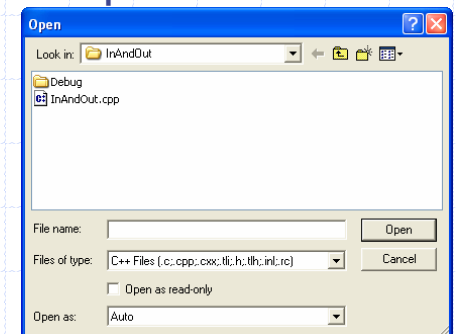 Open
Look in: InAndOut
Debug
InAndOut.cpp
File name: Open
Files of type: C++ Files (.c;.cpp;.cxx;.tli;.h;.tlh;.inl;.rc) Cancel
Open as read-only
Open as: Auto